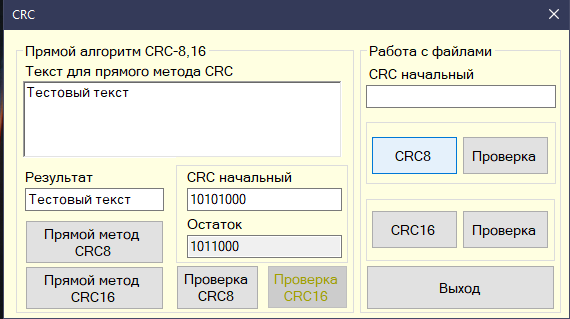 CRC
Прямой алгоритм CRC-8,16
Текст для прямого метода CRC
Тестовый текст
Результат
Тестовый текст
Прямой метод
CRC8
Прямой метод
CRC16
CRC начальный
10101000
Остаток
1011000
Проверка
CRC8
Проверка
CRC16
Работа с файлами
CRC начальный
CRC8
Проверка
CRC16
Проверка
Выход